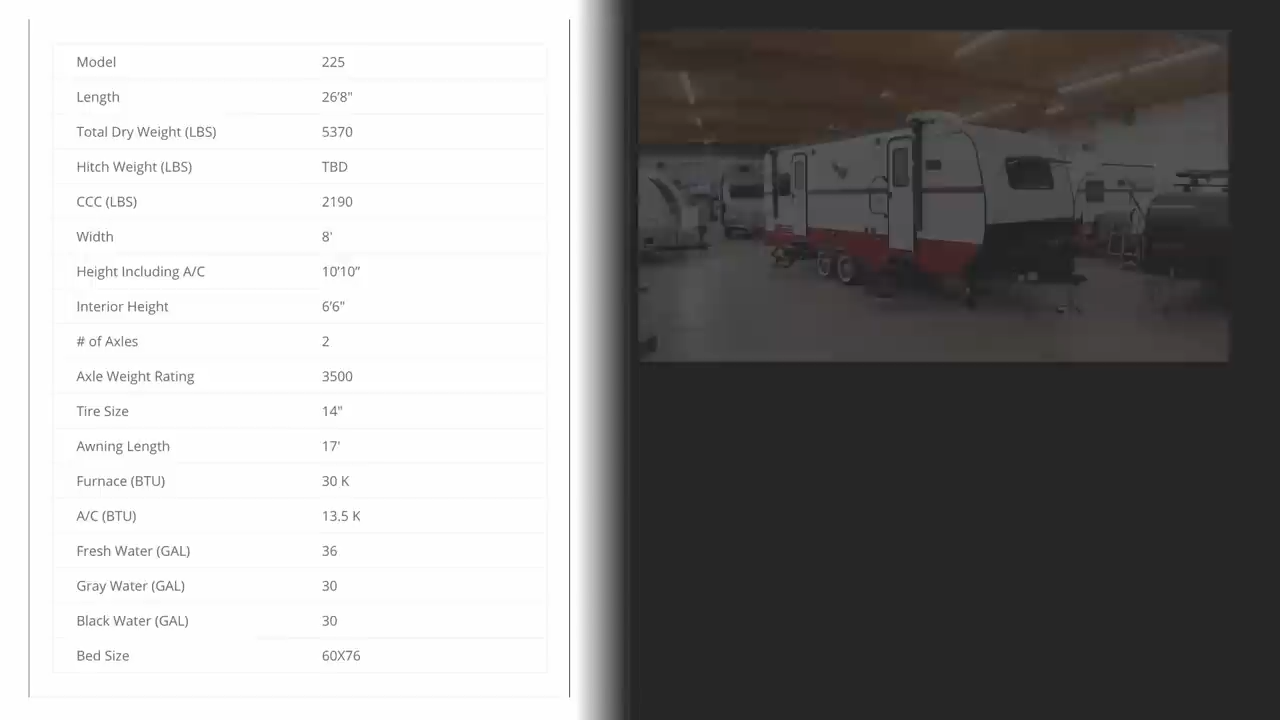 Model 225
Length 26’8"
Total Dry Weight (LBS) 5370
Hitch Weight (LBS) TBD
CCC (LBS) 2190
Width 8'
Height Including A/C 10’10”
Interior Height 6’6"
# of Axles 2
Axle Weight Rating 3500
Tire Size 14"
Awning Length 17'
Furnace (BTU) 30 K
A/C (BTU) 13.5 K
Fresh Water (GAL) 36
Gray Water (GAL) 30
Black Water (GAL) 30
Bed Size 60X76